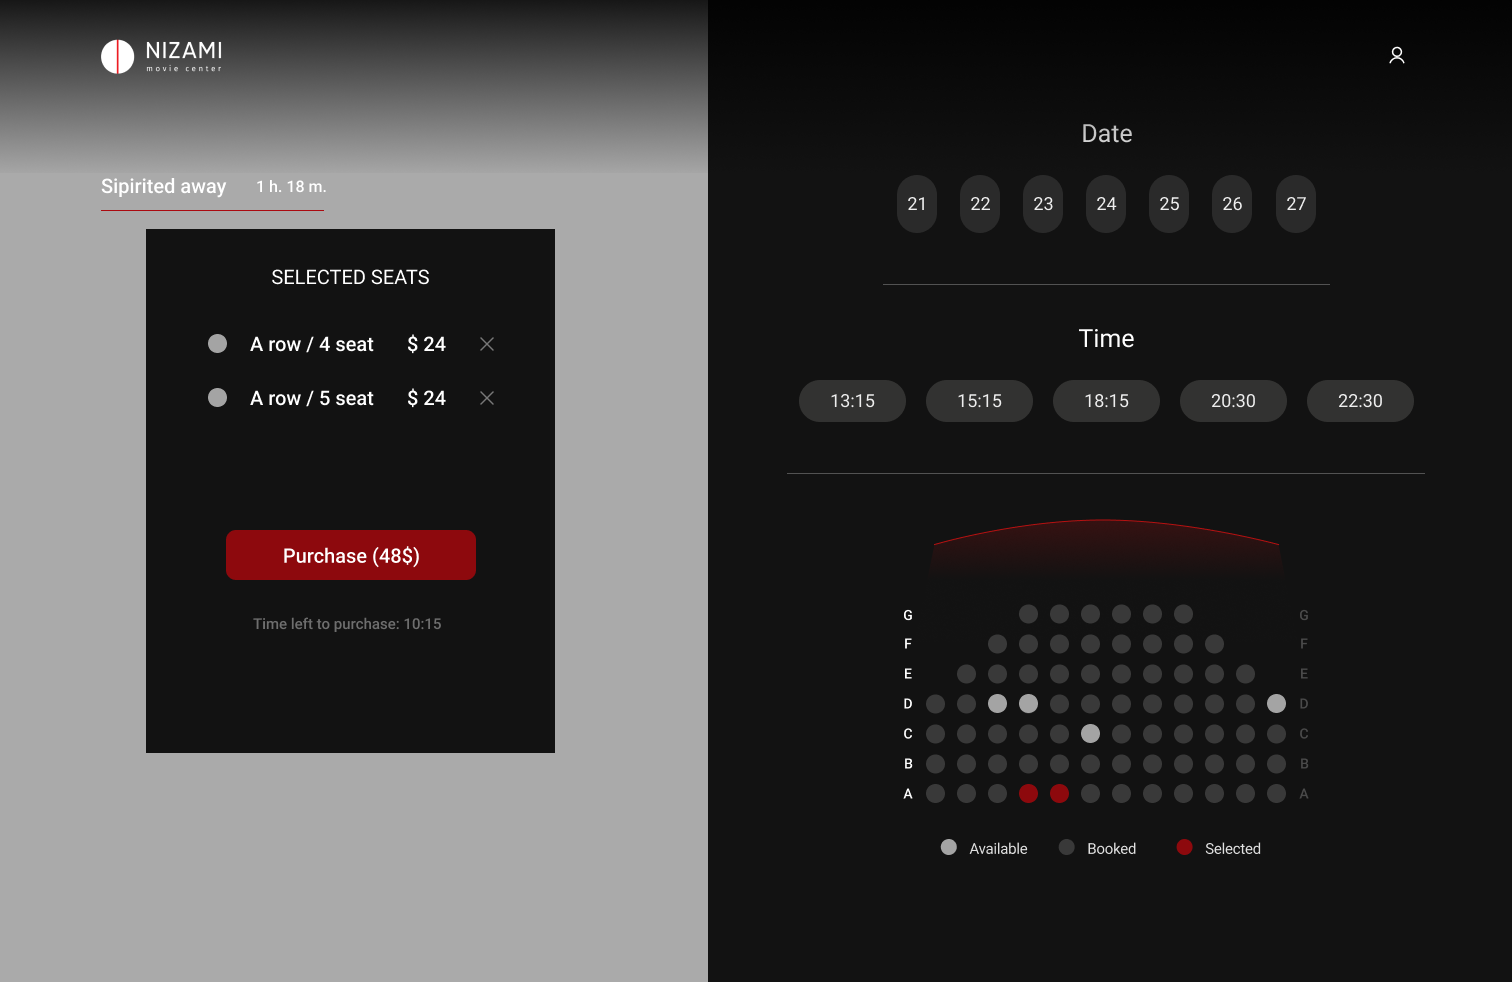 NIZAMI
movie center
Sipirited away 1 h. 18 m.
SELECTED SEATS
A row / 4 seat $ 24
A row / 5 seat $ 24
Purchase (48$)
Time left to purchase: 10:15
Date
21 22 23 24 25 26 27
Time
13:15 15:15 18:15 20:30 22:30
G G
F F
E E
D D
C C
B B
A A
Available Booked Selected